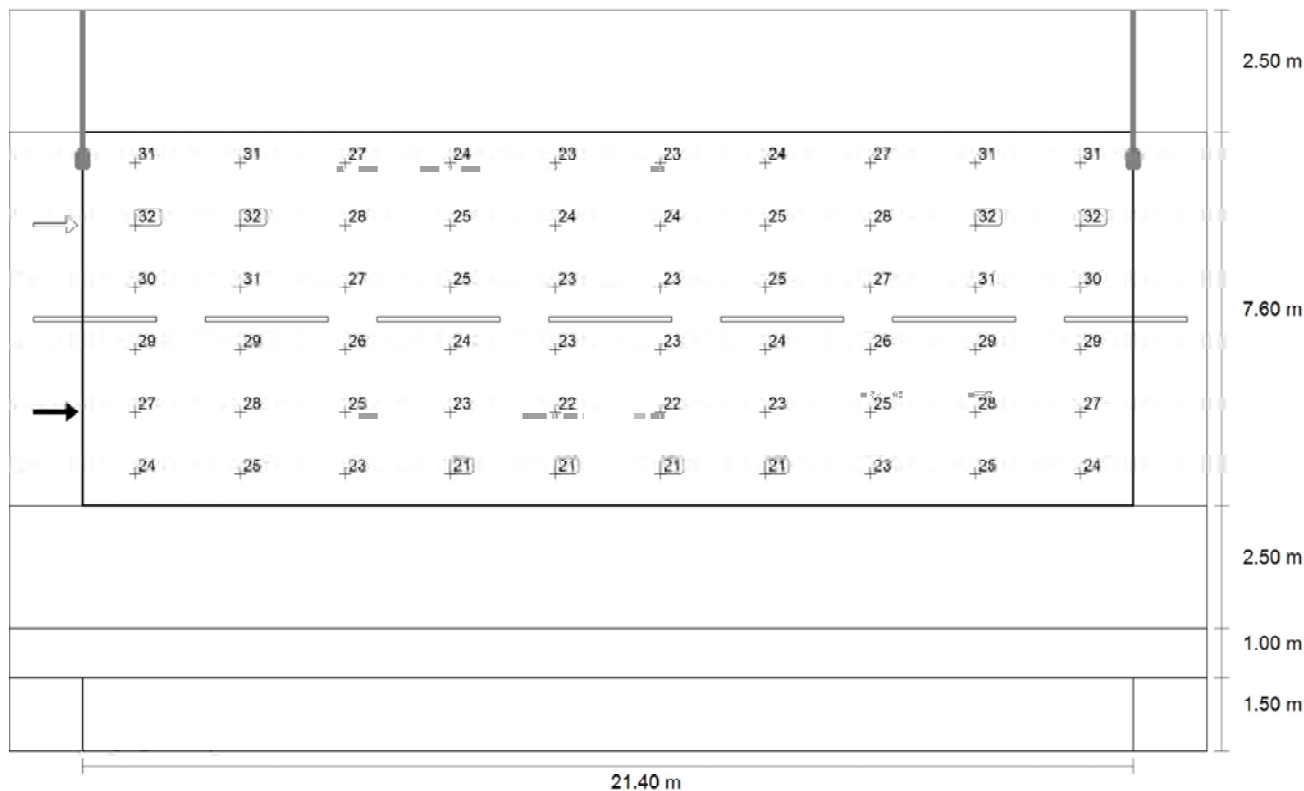 2.50 m
31 31 27 24 23 23 24 27 31 31
32 32 28 25 24 24 25 28 32 32
30 31 27 25 23 23 25 27 31 30
7.60 m
29 29 26 24 23 23 24 26 29 29
27 28 25 23 22 22 23 25 28 27
24 25 23 21 21 21 21 23 25 24
2.50 m
1.00 m
1.50 m
21.40 m